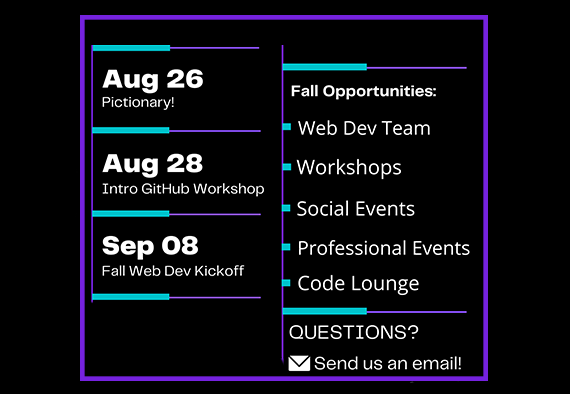 Aug 26
Pictionary!
Aug 28
Intro GitHub Workshop
Sep 08
Fall Web Dev Kickoff
Fall Opportunities:
Web Dev Team
Workshops
Social Events
Professional Events
Code Lounge
QUESTIONS?
Send us an email!